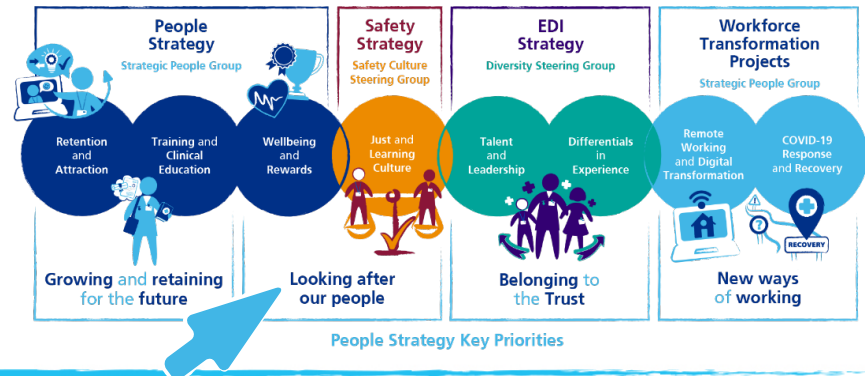 People
Strategy
Strategic People Group
Safety
Strategy
Safety Culture
Steering Group
EDI
Strategy
Diversity Steering Group
Workforce
Transformation
Projects
Strategic People Group
Retention
and
Attraction
Training and
Clinical
Education
Wellbeing
and
Rewards
Just and
Learning
Culture
Talent
and
Leadership
Differentials
in
Experience
Remote
Working
and Digital
Transformation
COVID-19
Response
and Recovery
?
RECOVERY
Growing and retaining
for the future
Looking after
our people
Belonging to
the Trust
New ways
of working
People Strategy Key Priorities